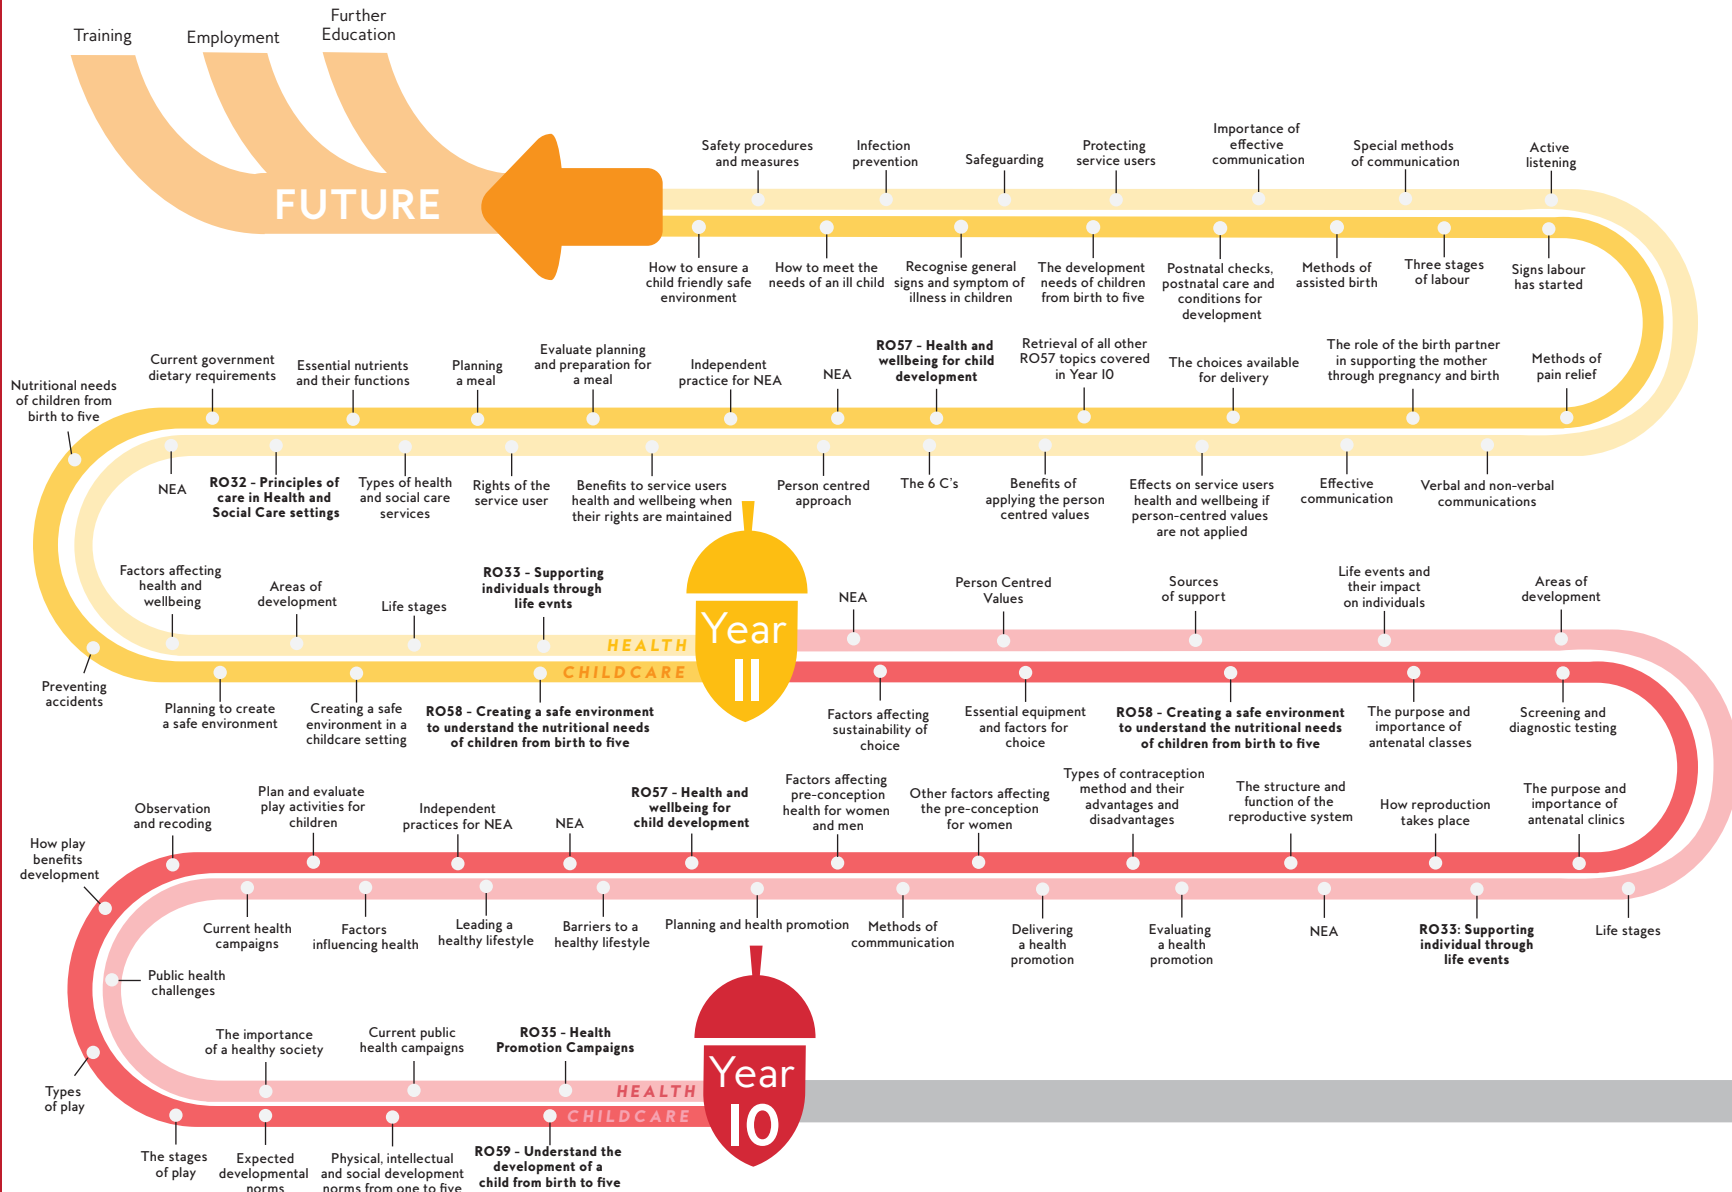 Training
Employment
Further
Education
FUTURE
Safety procedures
and measures
Infection
prevention
Safeguarding
Protecting
service users
Importance of
effective
communication
Special methods
of communication
Active
listening
How to ensure a
child friendly safe
environment
How to meet the
needs of an ill child
Recognise general
signs and symptom of
illness in children
The development
needs of children
from birth to five
Postnatal checks,
postnatal care and
conditions for
development
Methods of
assisted birth
Three stages
of labour
Signs labour
has started
Nutritional needs
of children from
birth to five
Current government
dietary requirements
Essential nutrients
and their functions
Planning
a meal
Evaluate planning
and preparation for
a meal
Independent
practice for NEA
NEA
RO57 - Health and
wellbeing for child
development
Retrieval of all other
RO57 topics covered
in Year 10
The choices available
for delivery
The role of the birth partner
in supporting the mother
through pregnancy and birth
Methods of
pain relief
NEA
RO32 - Principles of
care in Health and
Social Care settings
Types of health
and social care
services
Rights of the
service user
Benefits to service users
health and wellbeing when
their rights are maintained
Person centred
approach
The 6 C's
Benefits of
applying the person
centred values
Effects on service users
health and wellbeing if
person-centred values
are not applied
Effective
communication
Verbal and non-verbal
communications
Factors affecting
health and
wellbeing
Areas of
development
Life stages
RO33 - Supporting
individuals through
life evnts
HEALTH
CHILDCARE
Year
11
NEA
Person Centred
Values
Sources
of support
Life events and
their impact
on individuals
Areas of
development
Preventing
accidents
Planning to create
a safe environment
Creating a safe
environment in a
childcare setting
RO58 - Creating a safe environment
to understand the nutritional needs
of children from birth to five
Factors affecting
sustainability of
choice
Essential equipment
and factors for
choice
RO58 - Creating a safe environment
to understand the nutritional needs
of children from birth to five
The purpose and
importance of
antenatal classes
Screening and
diagnostic testing
How play
benefits
development
Observation
and recoding
Plan and evaluate
play activities for
children
Independent
practices for NEA
NEA
RO57 - Health and
wellbeing for
child development
Factors affecting
pre-conception
health for women
and men
Other factors affecting
the pre-conception
for women
Types of contraception
method and their
advantages and
disadvantages
The structure and
function of the
reproductive system
How reproduction
takes place
The purpose and
importance of
antenatal clinics
Current health
campaigns
Factors
influencing health
Leading a
healthy lifestyle
Barriers to a
healthy lifestyle
Planning and health promotion
Methods of
commmunication
Delivering
a health
promotion
Evaluating
a health
promotion
NEA
RO33: Supporting
individual through
life events
Life stages
Public health
challenges
The importance
of a healthy society
Current public
health campaigns
RO35 - Health
Promotion Campaigns
HEALTH
CHILDCARE
Year
10
Types
of play
The stages
of play
Expected
developmental
norms
Physical, intellectual
and social development
norms from one to five
RO59 - Understand the
development of a
child from birth to five